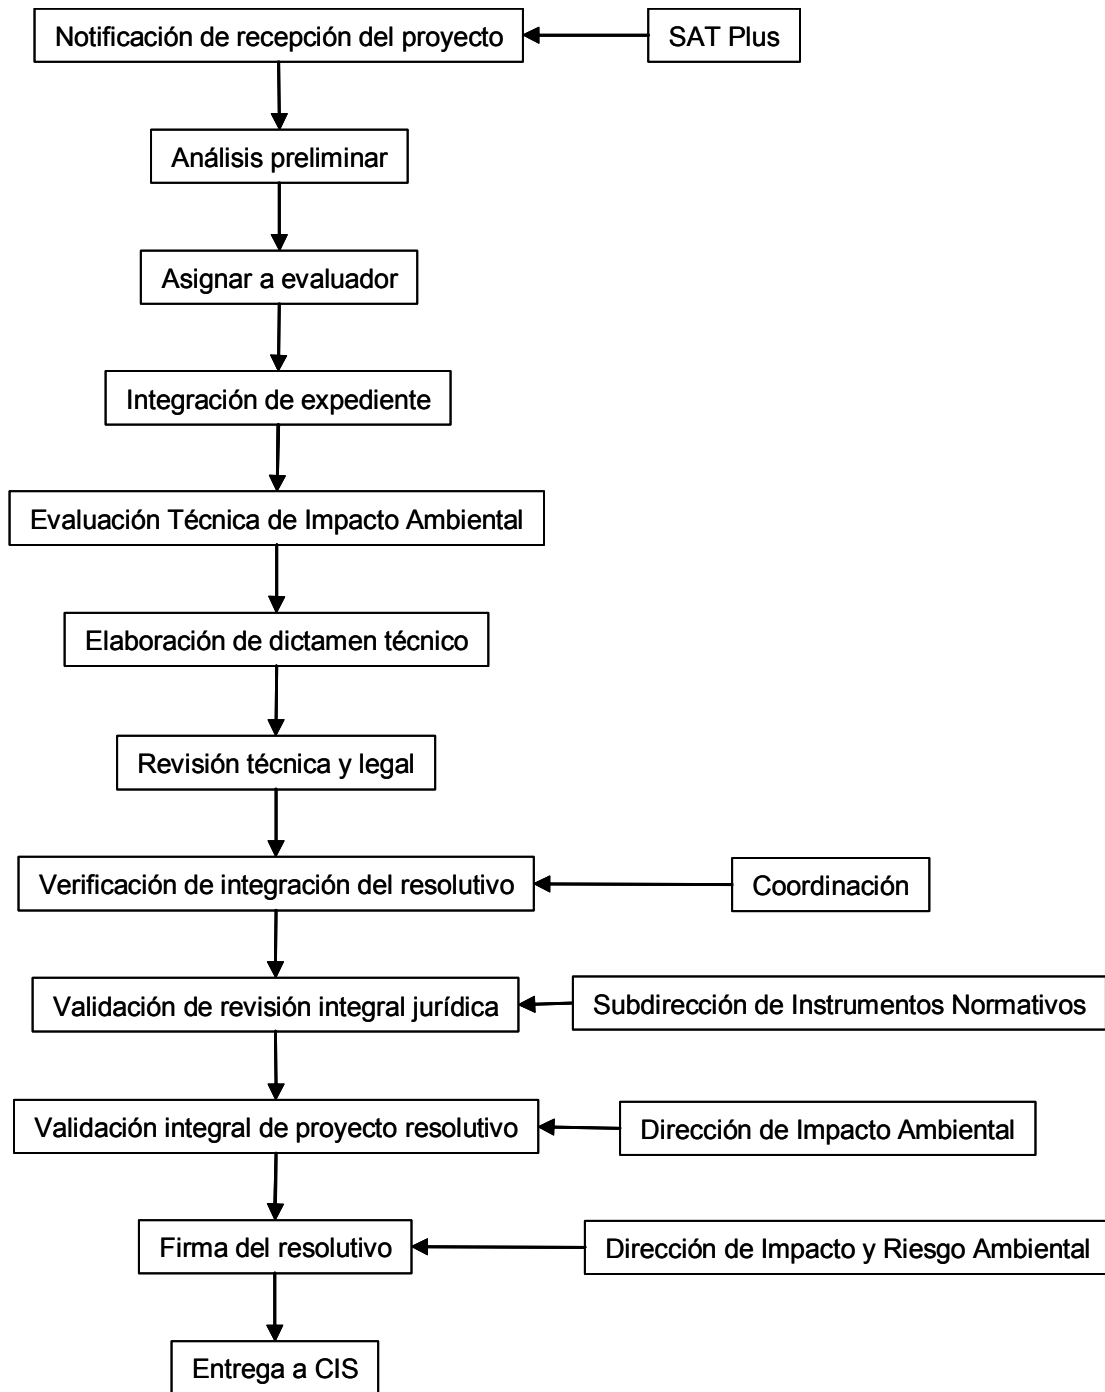 Notificación de recepción del proyecto
SAT Plus
Análisis preliminar
Asignar a evaluador
Integración de expediente
Evaluación Técnica de Impacto Ambiental
Elaboración de dictamen técnico
Revisión técnica y legal
Verificación de integración del resolutivo
Coordinación
Validación de revisión integral jurídica
Subdirección de Instrumentos Normativos
Validación integral de proyecto resolutivo
Dirección de Impacto Ambiental
Firma del resolutivo
Dirección de Impacto y Riesgo Ambiental
Entrega a CIS